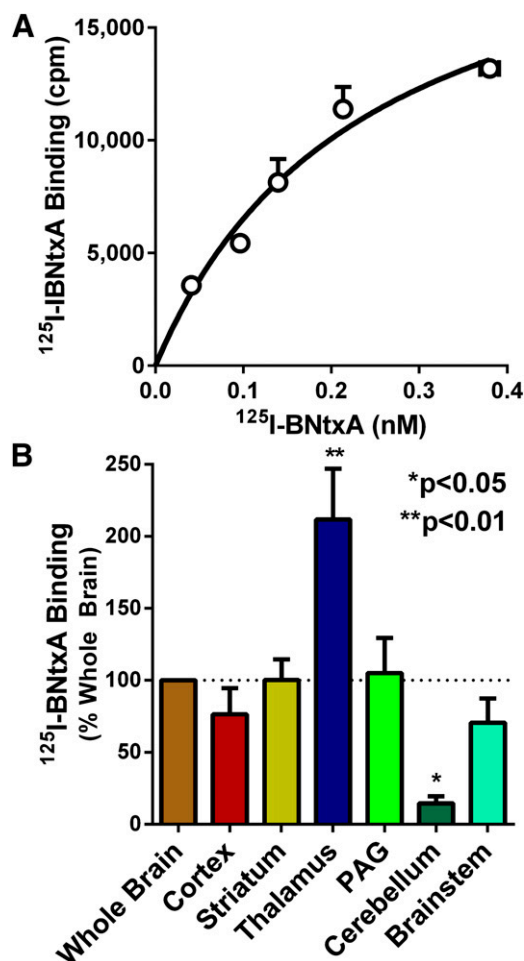 A
¹²⁵I-IBNtxA Binding (cpm)
15,000
10,000
5,000
0
0.0
0.1
0.2
0.3
0.4
¹²⁵I-BNtxA (nM)
B
¹²⁵I-BNtxA Binding
(% Whole Brain)
250
200
150
100
50
0
**
*
*p<0.05
**p<0.01
Whole Brain
Cortex
Striatum
Thalamus
PAG
Cerebellum
Brainstem